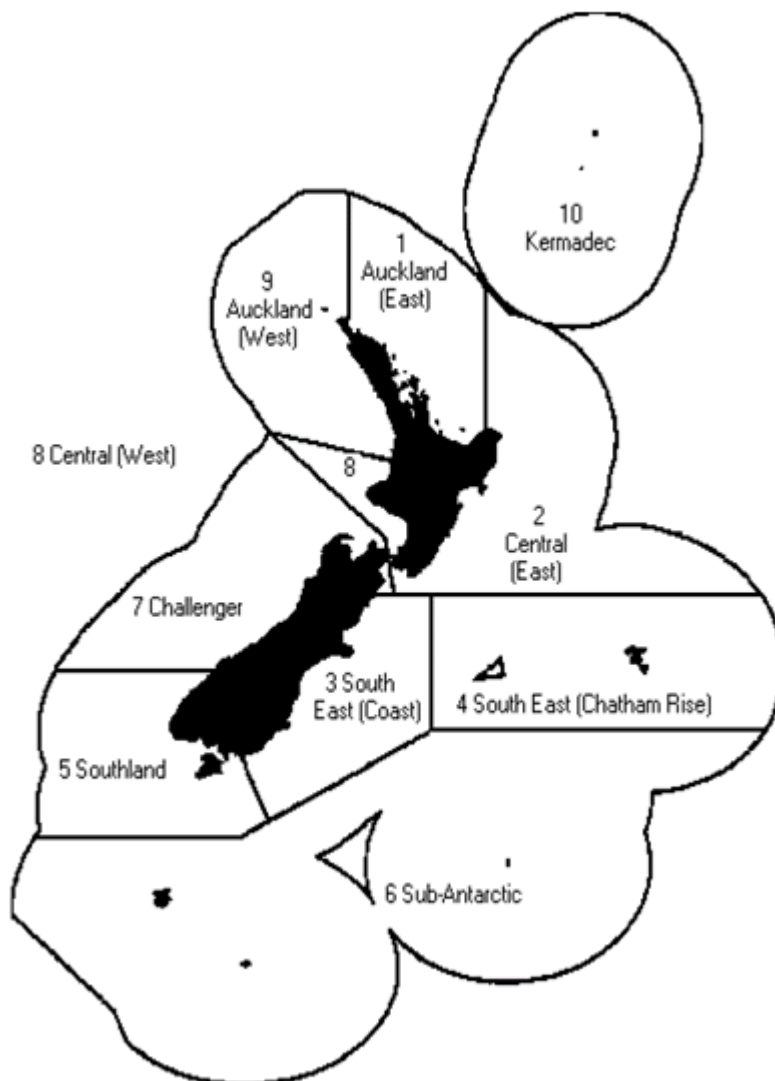 10
Kermadec
1
Auckland
(East)
9
Auckland
(West)
8 Central (West)
8
2
Central
(East)
7 Challenger
3 South
East (Coast)
4 South East (Chatham Rise)
5 Southland
6 Sub-Antarctic